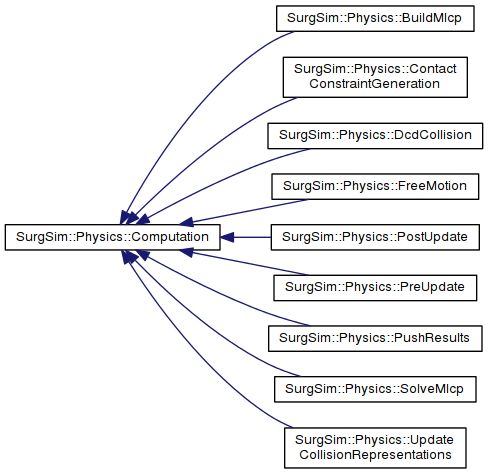 SurgSim::Physics::BuildMlcp
SurgSim::Physics::Contact
ConstraintGeneration
SurgSim::Physics::DcdCollision
SurgSim::Physics::FreeMotion
SurgSim::Physics::Computation
SurgSim::Physics::PostUpdate
SurgSim::Physics::PreUpdate
SurgSim::Physics::PushResults
SurgSim::Physics::SolveMlcp
SurgSim::Physics::Update
CollisionRepresentations